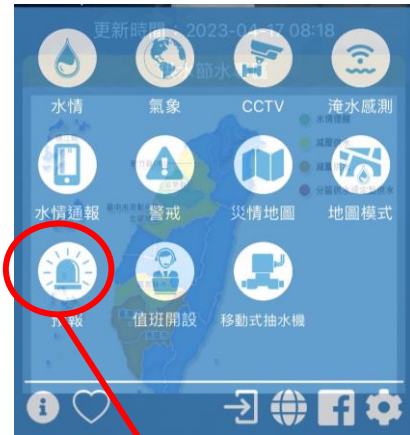 更新時間：2023-04-17 08:18
節水
水情
氣象
CCTV
淹水感測
水情通報
警戒
災情地圖
地圖模式
值班開設
移動式抽水機